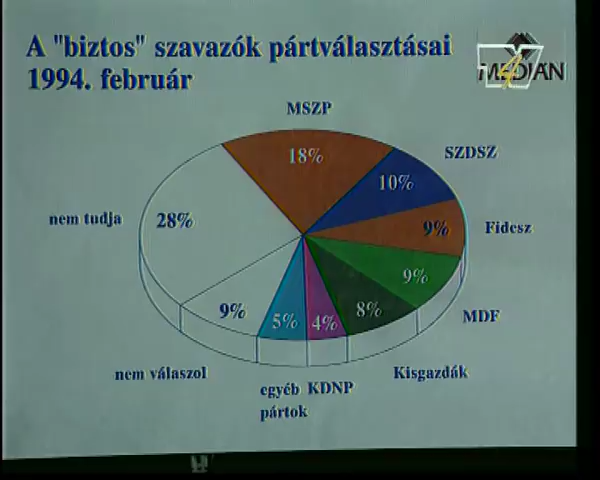 A "biztos" szavazók pártválasztásai
1994. február
MEDIÁN
MSZP
18%
SZDSZ
10%
Fidesz
9%
MDF
9%
Kisgazdák
8%
KDNP
4%
egyéb
pártok
5%
nem válaszol
9%
nem tudja
28%